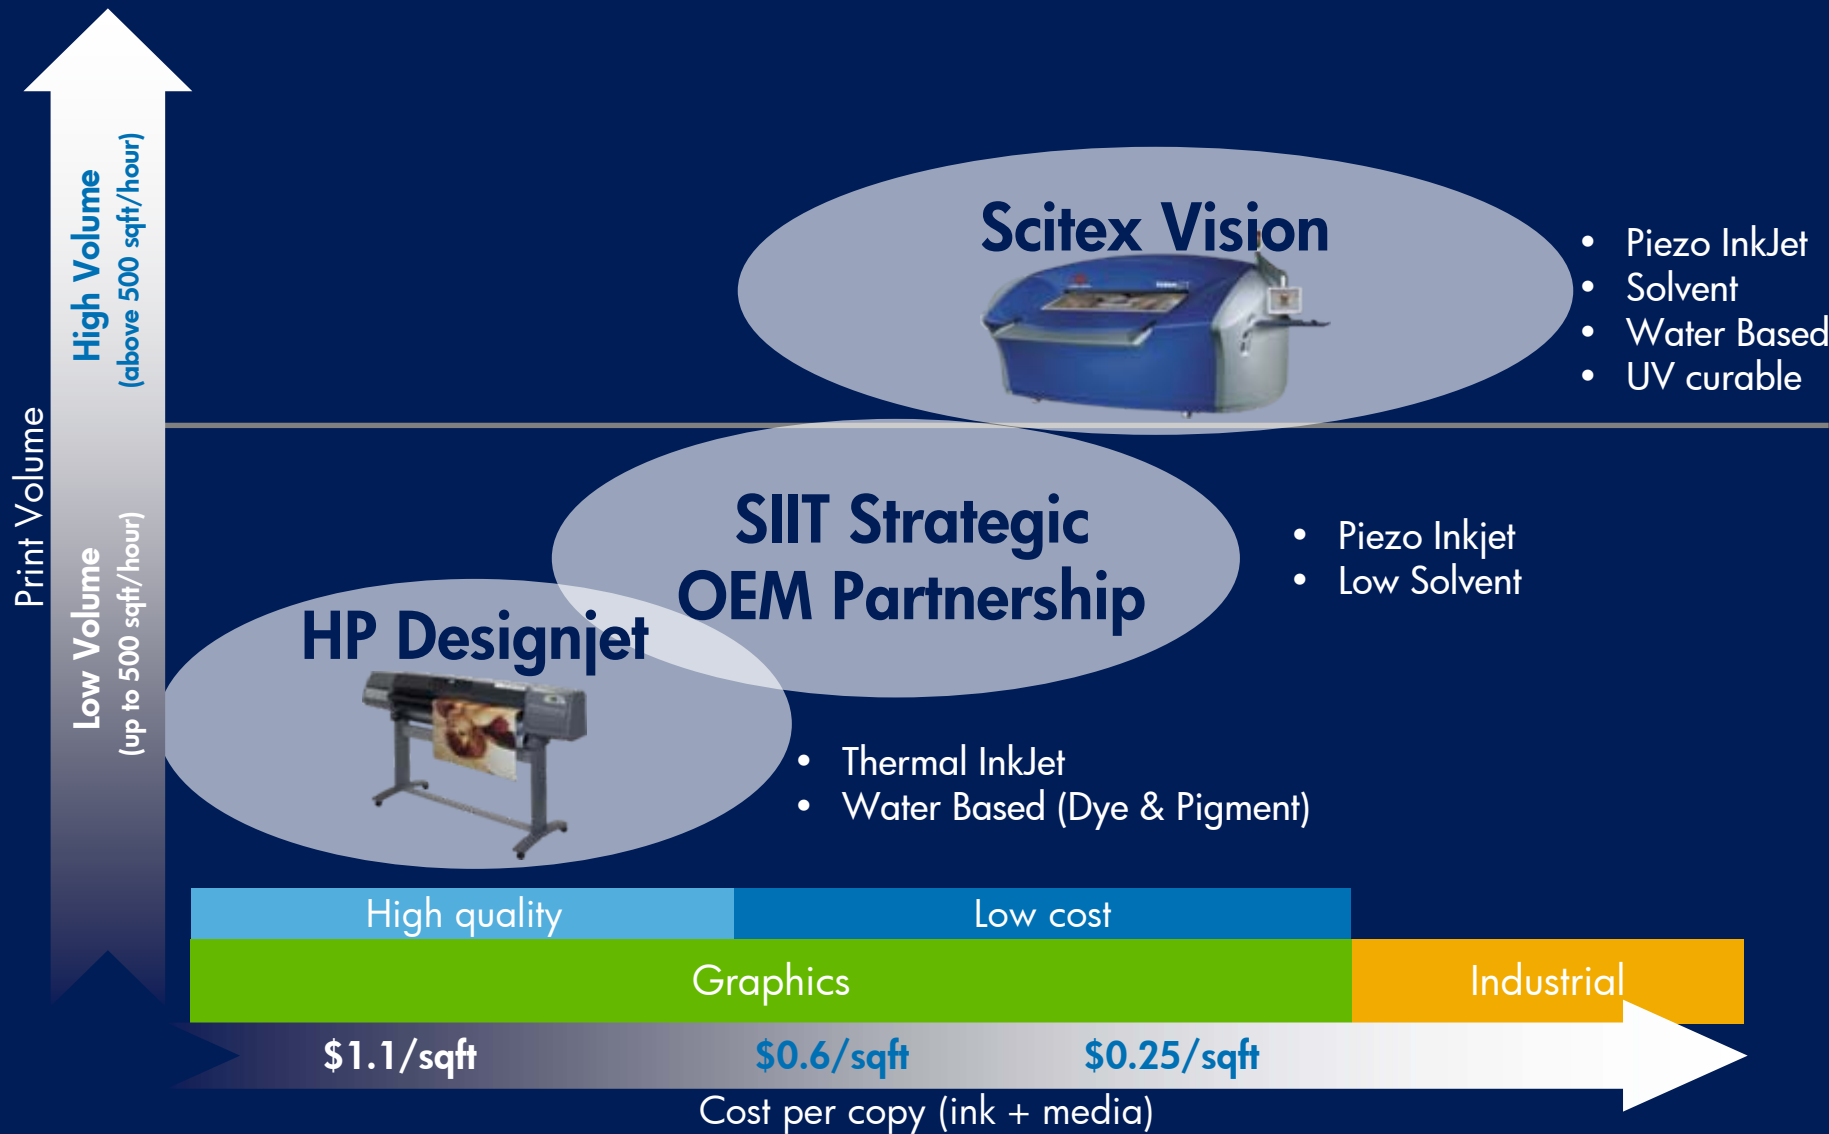 Print Volume
High Volume
(above 500 sqft/hour)
Low Volume
(up to 500 sqft/hour)
Scitex Vision
• Piezo InkJet
• Solvent
• Water Based
• UV curable
SIIT Strategic
OEM Partnership
• Piezo Inkjet
• Low Solvent
HP Designjet
• Thermal InkJet
• Water Based (Dye & Pigment)
High quality
Low cost
Graphics
Industrial
$1.1/sqft
$0.6/sqft
$0.25/sqft
Cost per copy (ink + media)